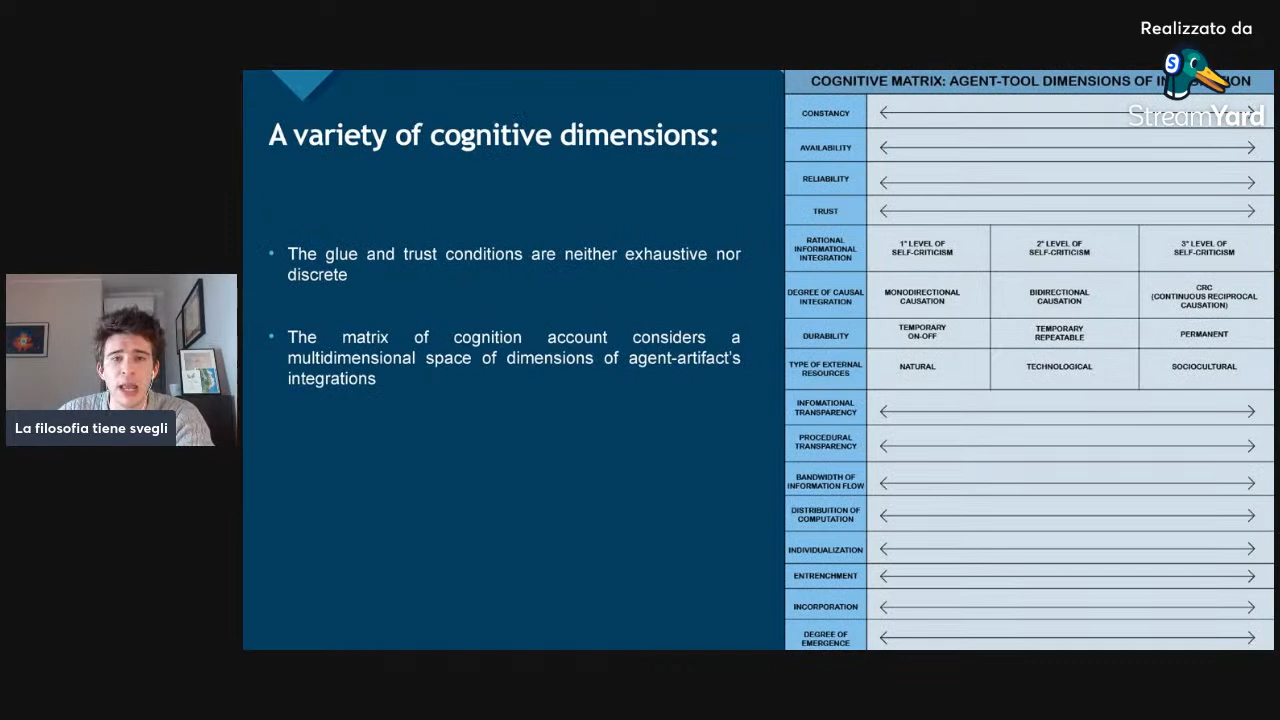 Realizzato da
StreamYard
A variety of cognitive dimensions:
• The glue and trust conditions are neither exhaustive nor
discrete
• The matrix of cognition account considers a
multidimensional space of dimensions of agent-artifact's
integrations
La filosofia tiene svegli
COGNITIVE MATRIX: AGENT-TOOL DIMENSIONS OF
CONSTANCY
AVAILABILITY
RELIABILITY
TRUST
RATIONAL
INFORMATIONAL
INTEGRATION
1° LEVEL OF
SELF-CRITICISM
2° LEVEL OF
SELF-CRITICISM
3° LEVEL OF
SELF-CRITICISM
DEGREE OF CAUSAL
INTEGRATION
MONODIRECTIONAL
CAUSATION
BIDIRECTIONAL
CAUSATION
CRC
(CONTINUOUS RECIPROCAL
CAUSATION)
DURABILITY
TEMPORARY
ON-OFF
TEMPORARY
REPEATABLE
PERMANENT
TYPE OF EXTERNAL
RESOURCES
NATURAL
TECHNOLOGICAL
SOCIOCULTURAL
INFOMATIONAL
TRANSPARENCY
PROCEDURAL
TRANSPARENCY
BANDWIDTH OF
INFORMATION FLOW
DISTRIBUITION OF
COMPUTATION
INDIVIDUALIZATION
ENTRENCHMENT
INCORPORATION
DEGREE OF
EMERGENCE